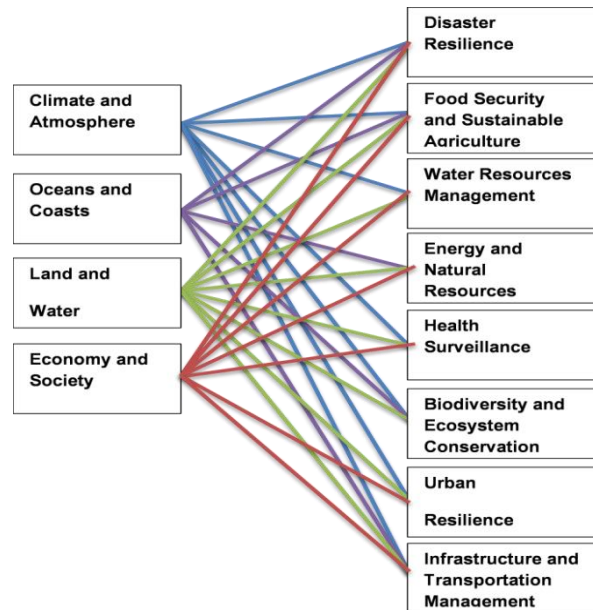 Climate and
Atmosphere
Oceans and
Coasts
Land and
Water
Economy and
Society
Disaster
Resilience
Food Security
and Sustainable
Agriculture
Water Resources
Management
Energy and
Natural
Resources
Health
Surveillance
Biodiversity and
Ecosystem
Conservation
Urban
Resilience
Infrastructure and
Transportation
Management